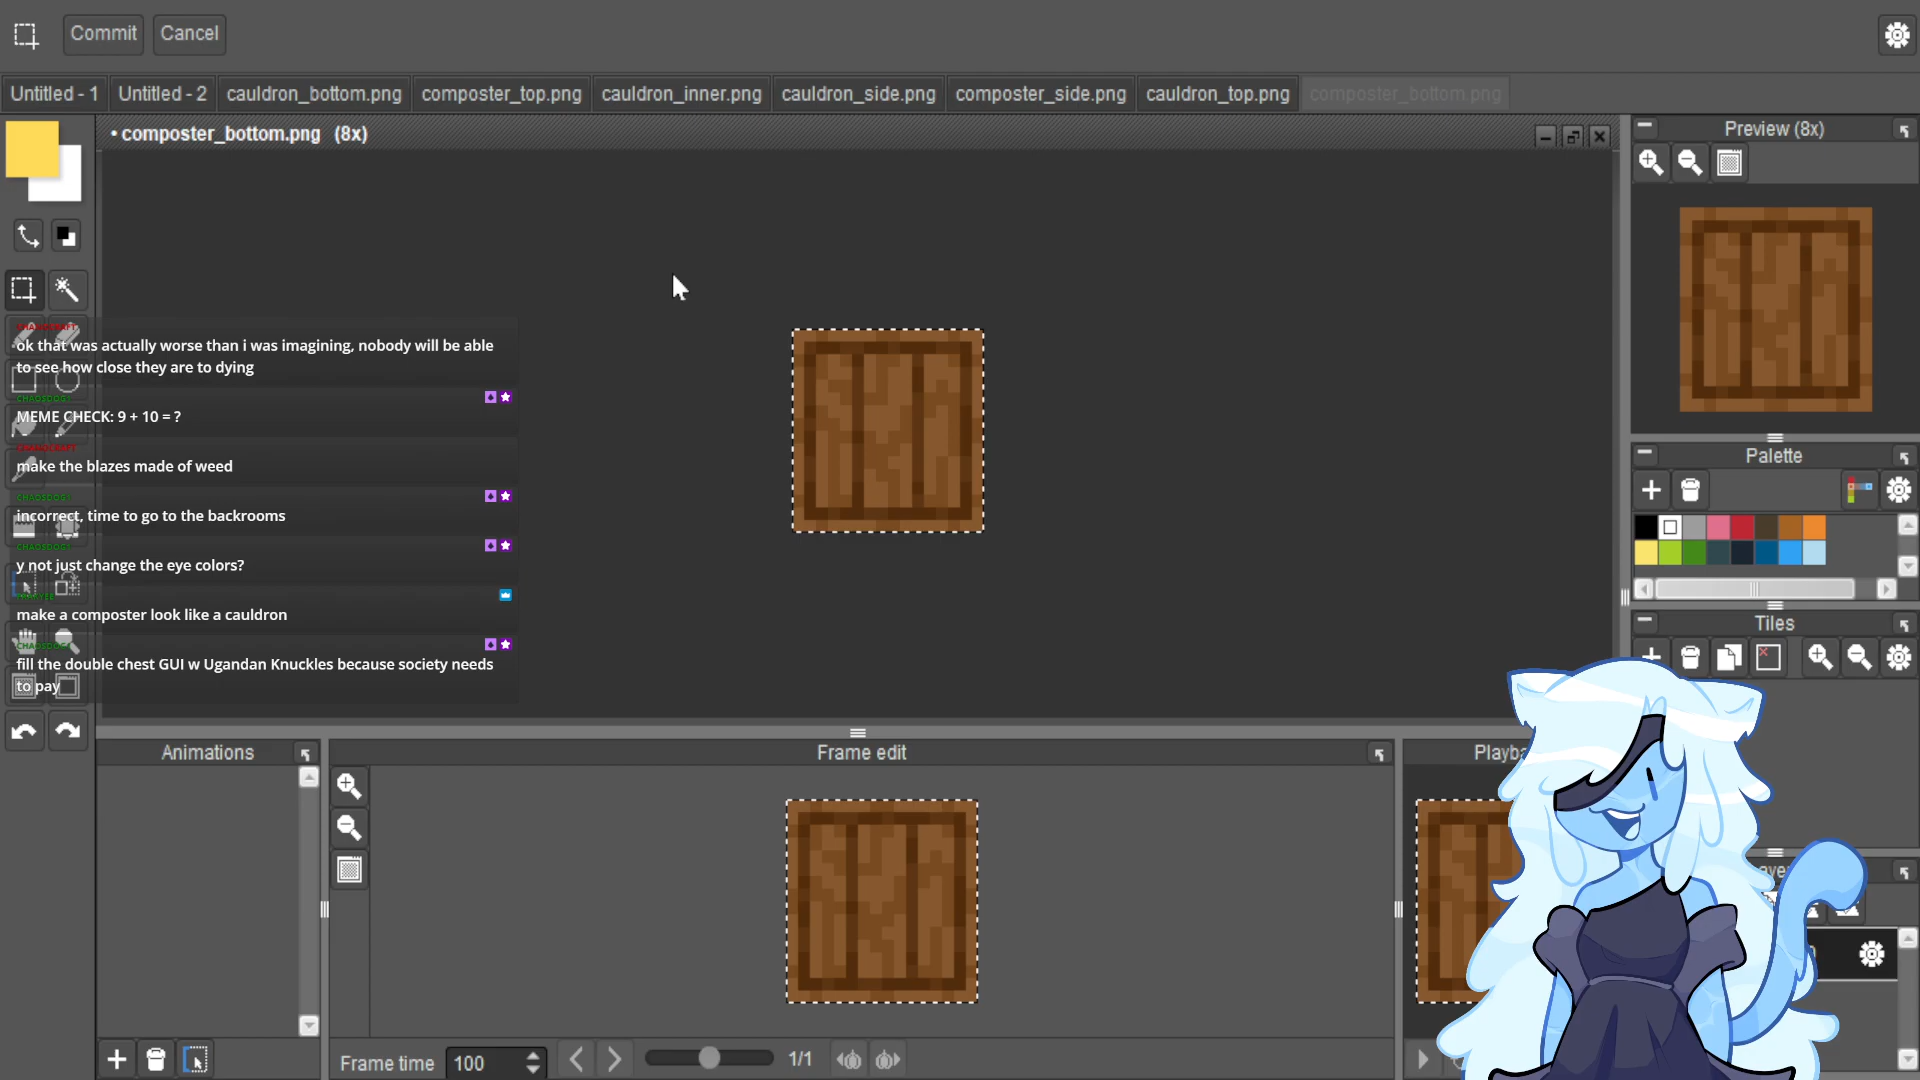 Commit
Cancel
Untitled - 1
Untitled - 2
cauldron_bottom.png
composter_top.png
cauldron_inner.png
cauldron_side.png
composter_side.png
cauldron_top.png
composter_bottom.png
• composter_bottom.png (8x)
Preview (8x)
ok that was actually worse than i was imagining, nobody will be able
to see how close they are to dying
CHAOSDOG
MEME CHECK: 9 + 10 = ?
make the blazes made of weed
CHAOSDOG
incorrect, time to go to the backrooms
CHAOSDOG
y not just change the eye colors?
make a composter look like a cauldron
CHAOSDOG
fill the double chest GUI w Ugandan Knuckles because society needs
to pay
Palette
Tiles
Animations
Frame edit
Frame time
100
1/1